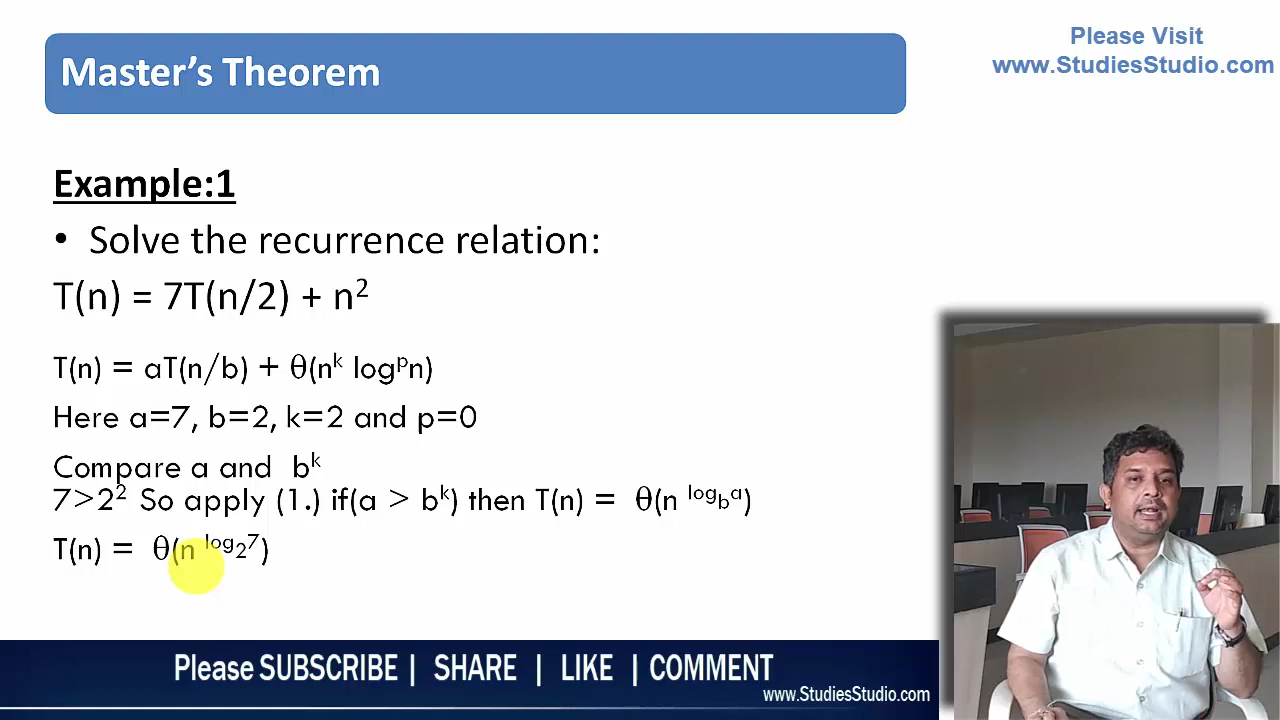 Master’s Theorem
Please Visit
www.StudiesStudio.com
Example:1
• Solve the recurrence relation:
T(n) = 7T(n/2) + n²
T(n) = aT(n/b) + θ(nᵏ logᵖn)
Here a=7, b=2, k=2 and p=0
Compare a and bᵏ
7>2² So apply (1.) if(a > bᵏ) then T(n) = θ(n log_b a)
T(n) = θ(n log₂7)
Please SUBSCRIBE | SHARE | LIKE | COMMENT
www.StudiesStudio.com